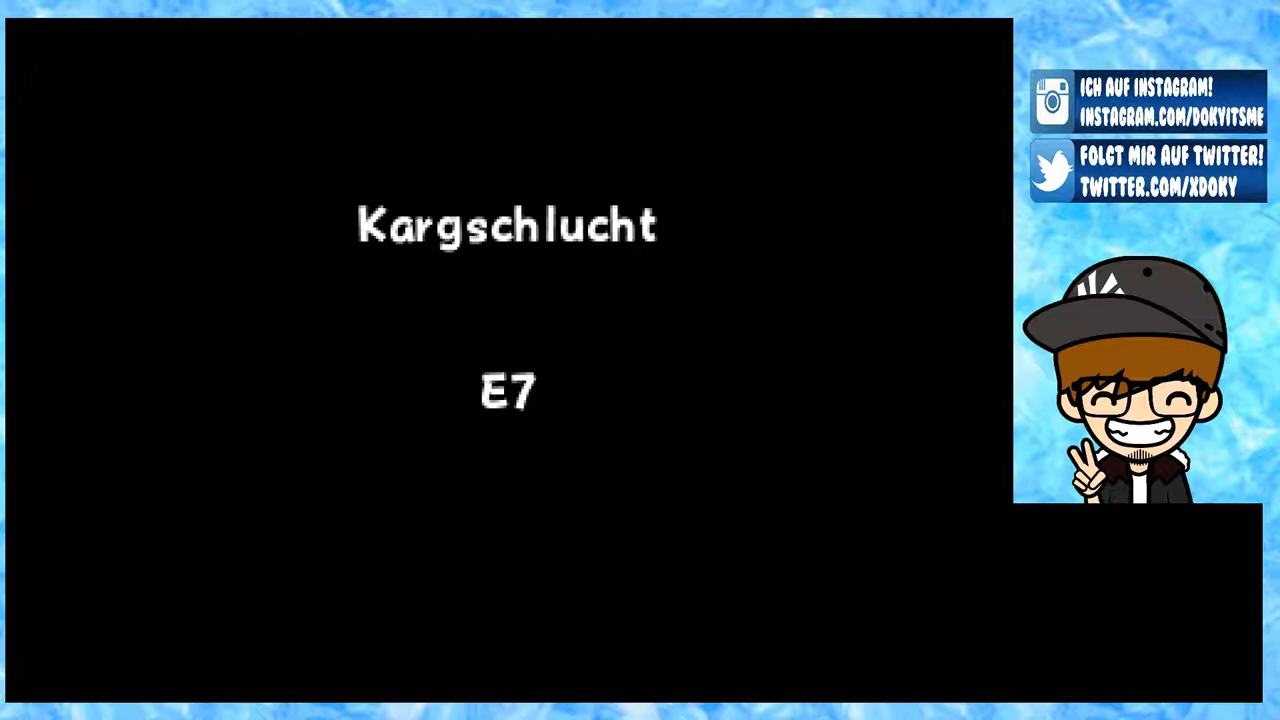 Kargschlucht
E7
ICH AUF INSTAGRAM!
INSTAGRAM.COM/DOKYITSME
FOLGT MIR AUF TWITTER!
TWITTER.COM/XDOKY